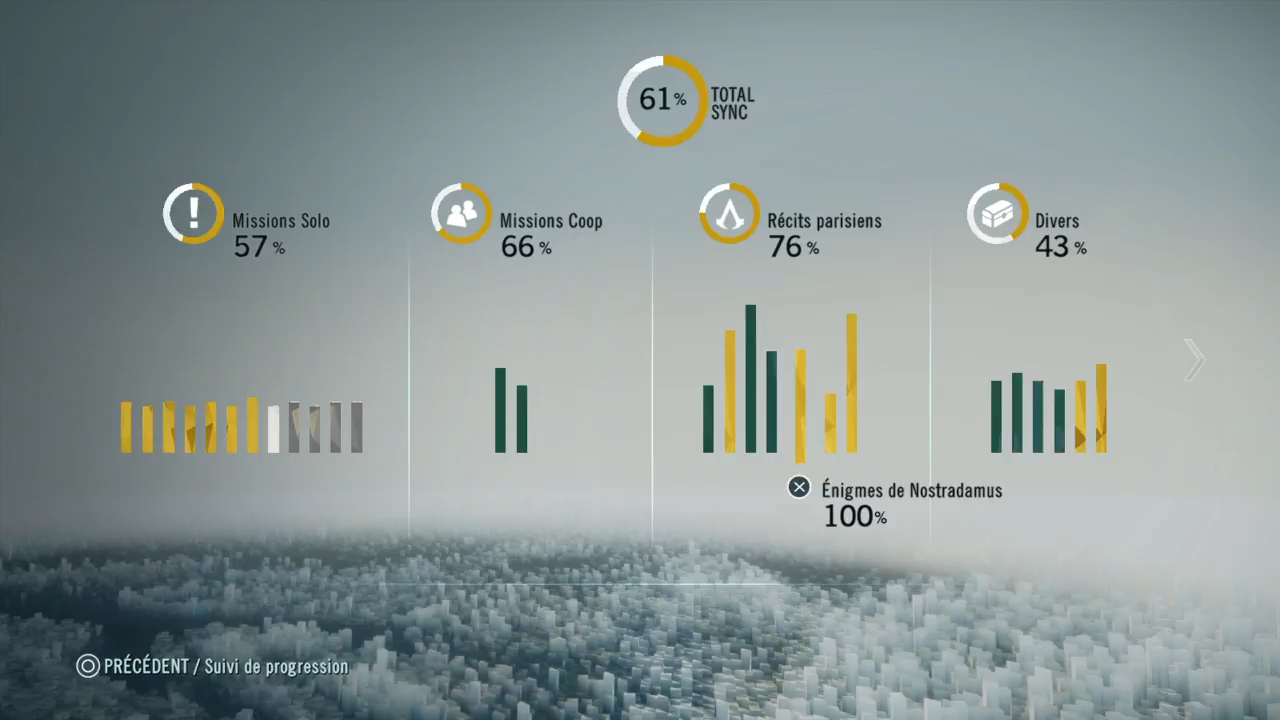 61%
TOTAL
SYNC
Missions Solo
57 %
Missions Coop
66 %
Récits parisiens
76 %
Divers
43 %
Énigmes de Nostradamus
100%
PRÉCÉDENT / Suivi de progression